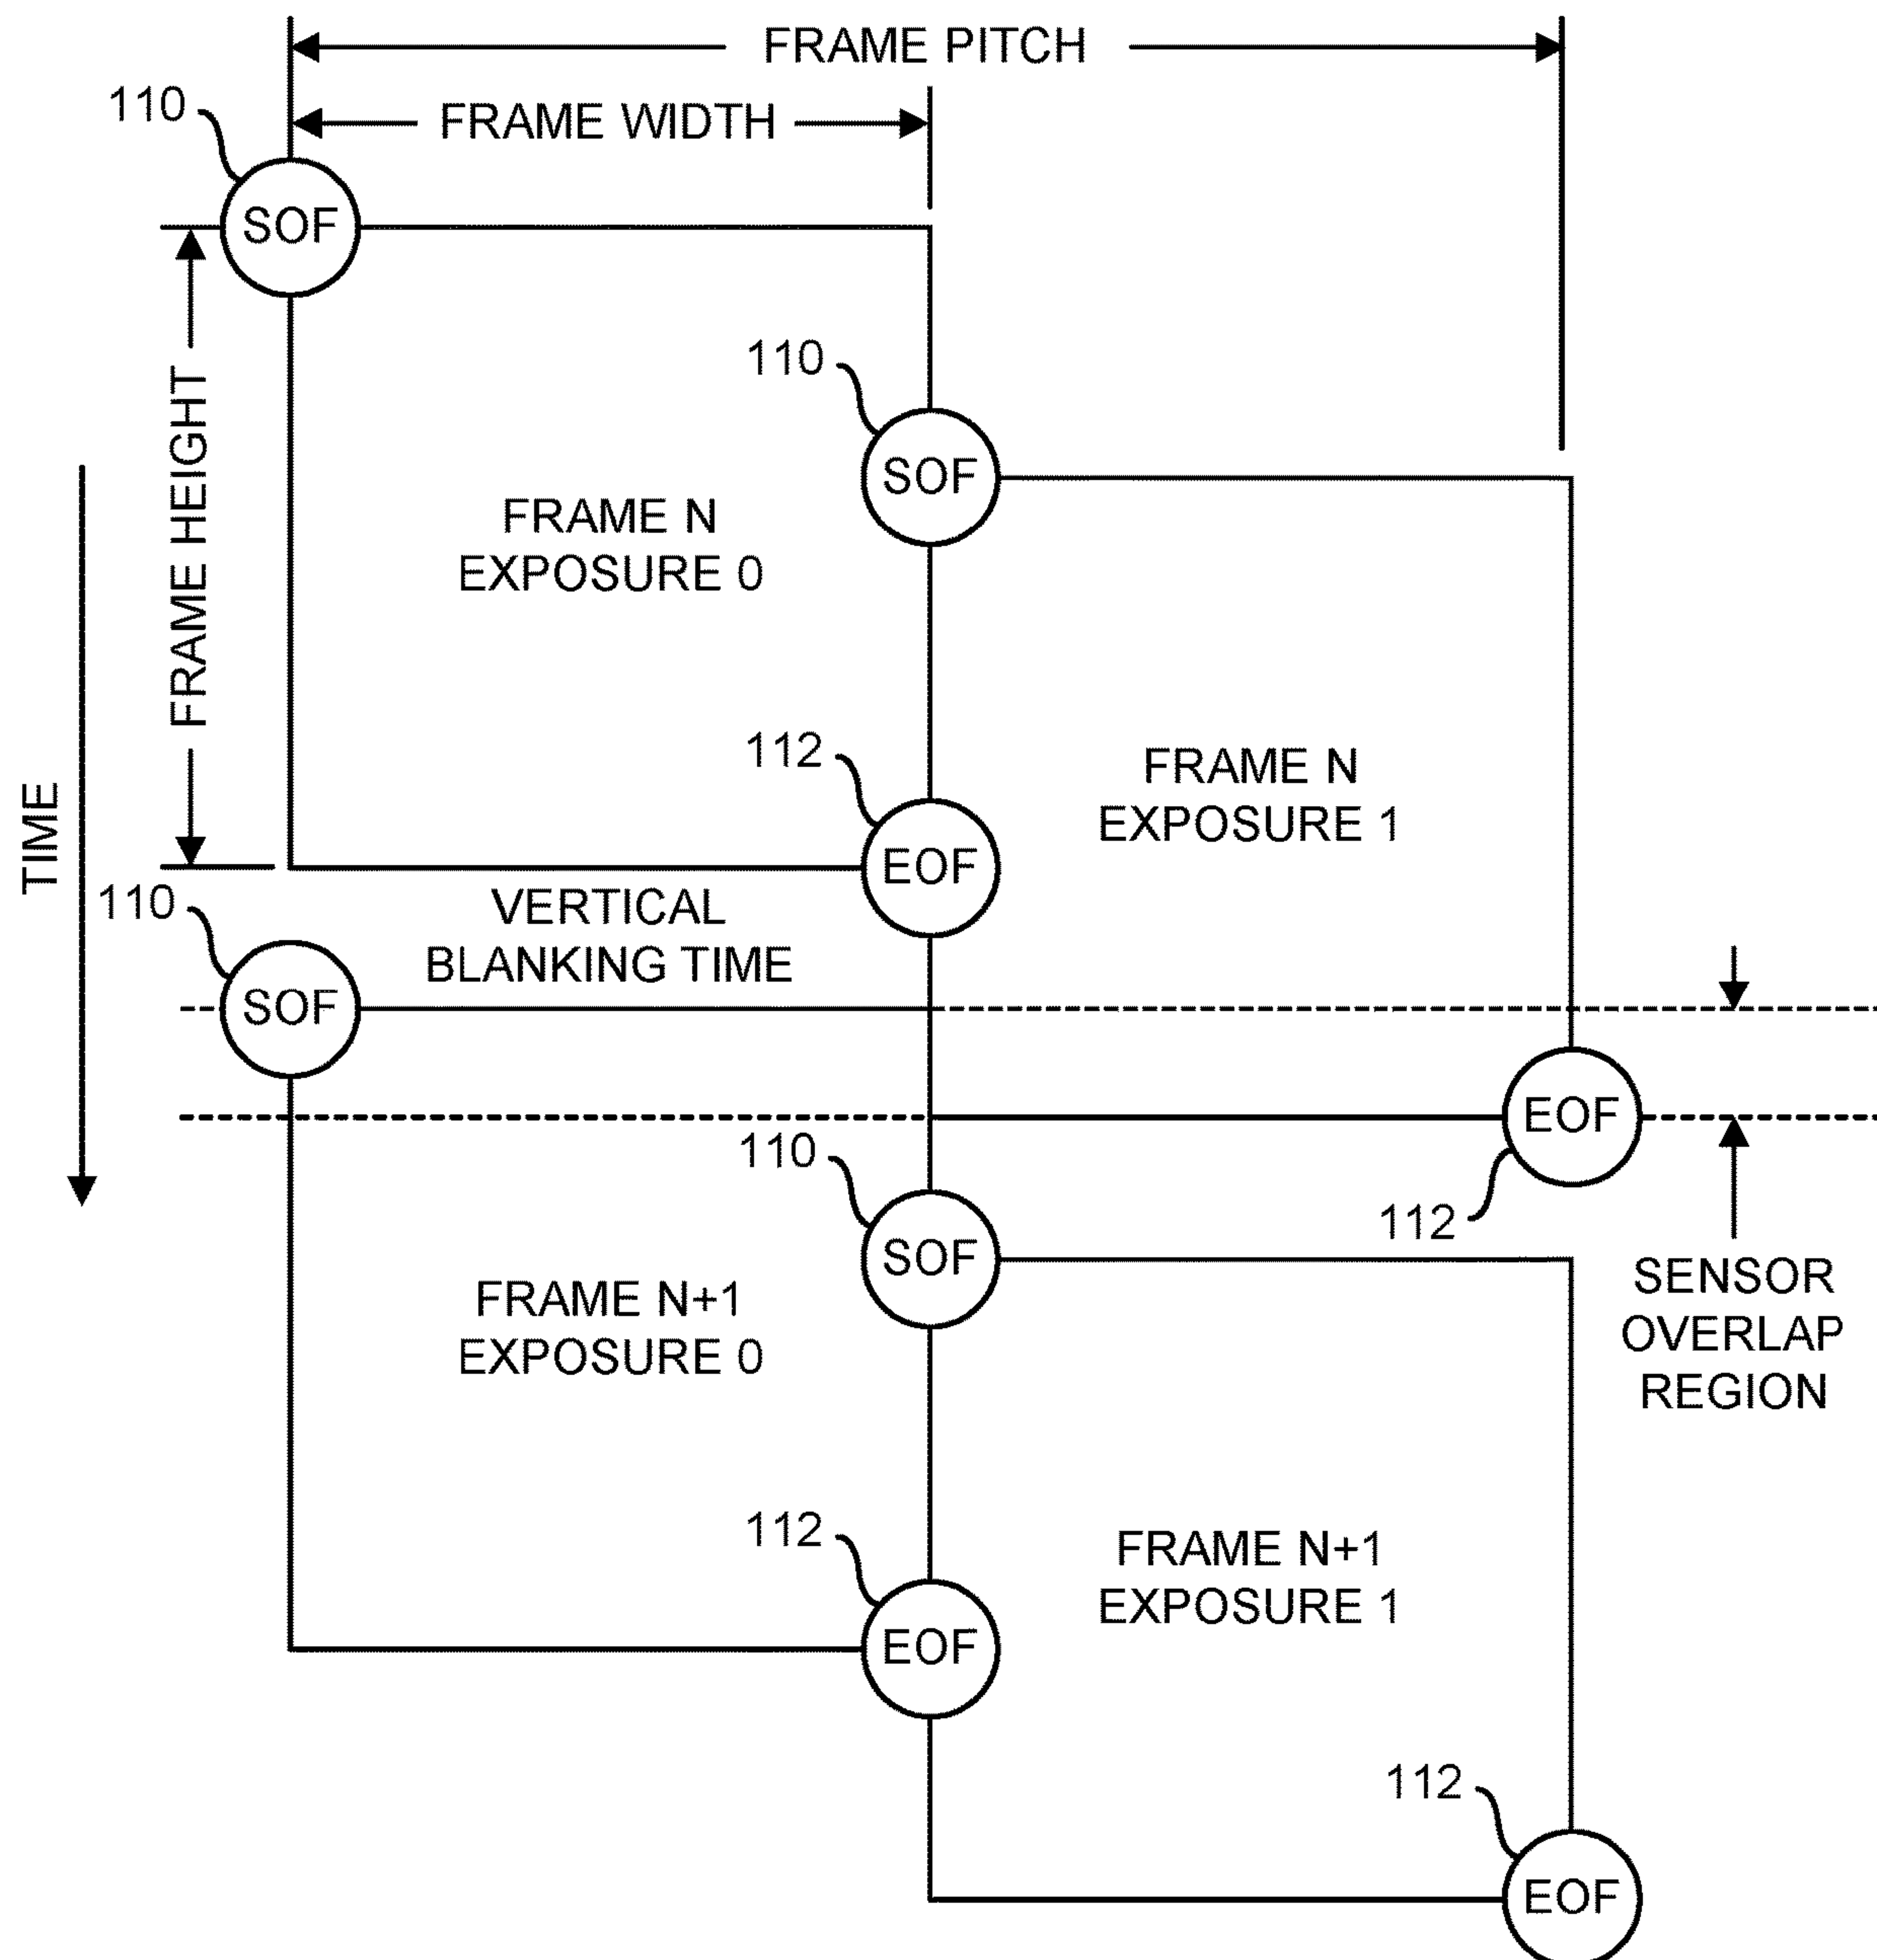 FRAME PITCH
110
FRAME WIDTH
SOF
110
SOF
FRAME HEIGHT
FRAME N
EXPOSURE 0
112
FRAME N
EXPOSURE 1
TIME
EOF
110
VERTICAL
BLANKING TIME
SOF
EOF
110
112
SOF
SENSOR
OVERLAP
REGION
FRAME N+1
EXPOSURE 0
112
FRAME N+1
EXPOSURE 1
EOF
112
EOF